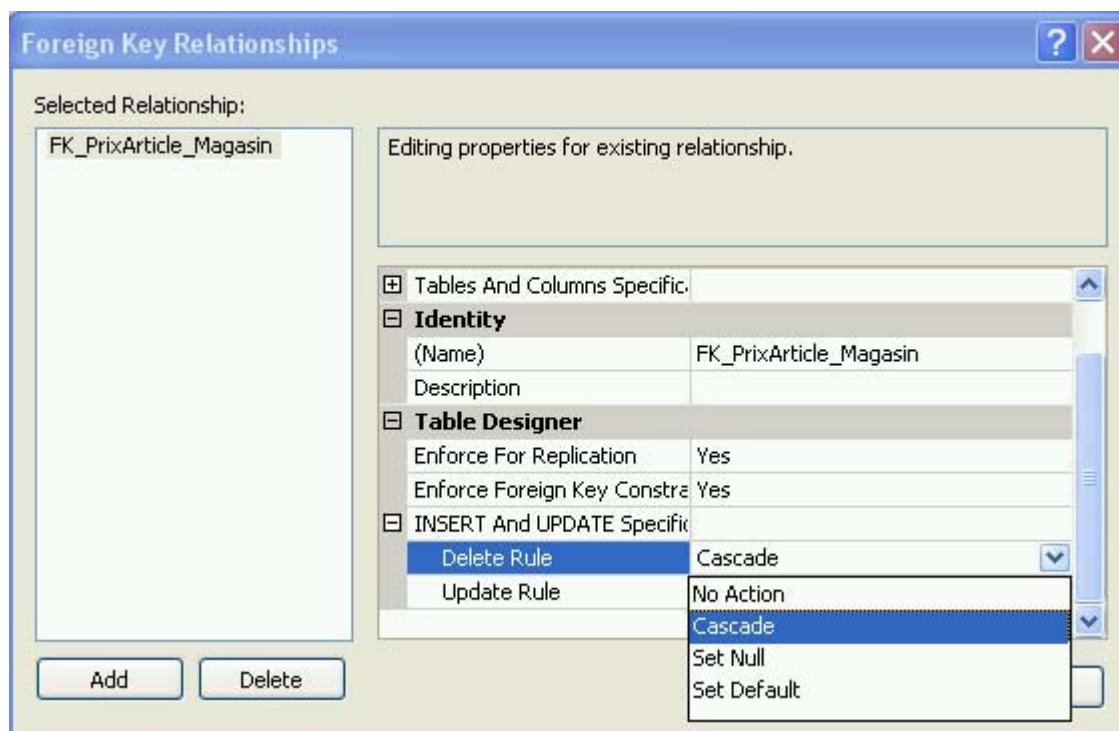 Foreign Key Relationships
Selected Relationship:
FK_PrixArticle_Magasin
Editing properties for existing relationship.
Tables And Columns Specific
Identity
(Name) FK_PrixArticle_Magasin
Description
Table Designer
Enforce For Replication Yes
Enforce Foreign Key Constra Yes
INSERT And UPDATE Specific
Delete Rule Cascade
Update Rule
No Action
Cascade
Set Null
Set Default
Add Delete